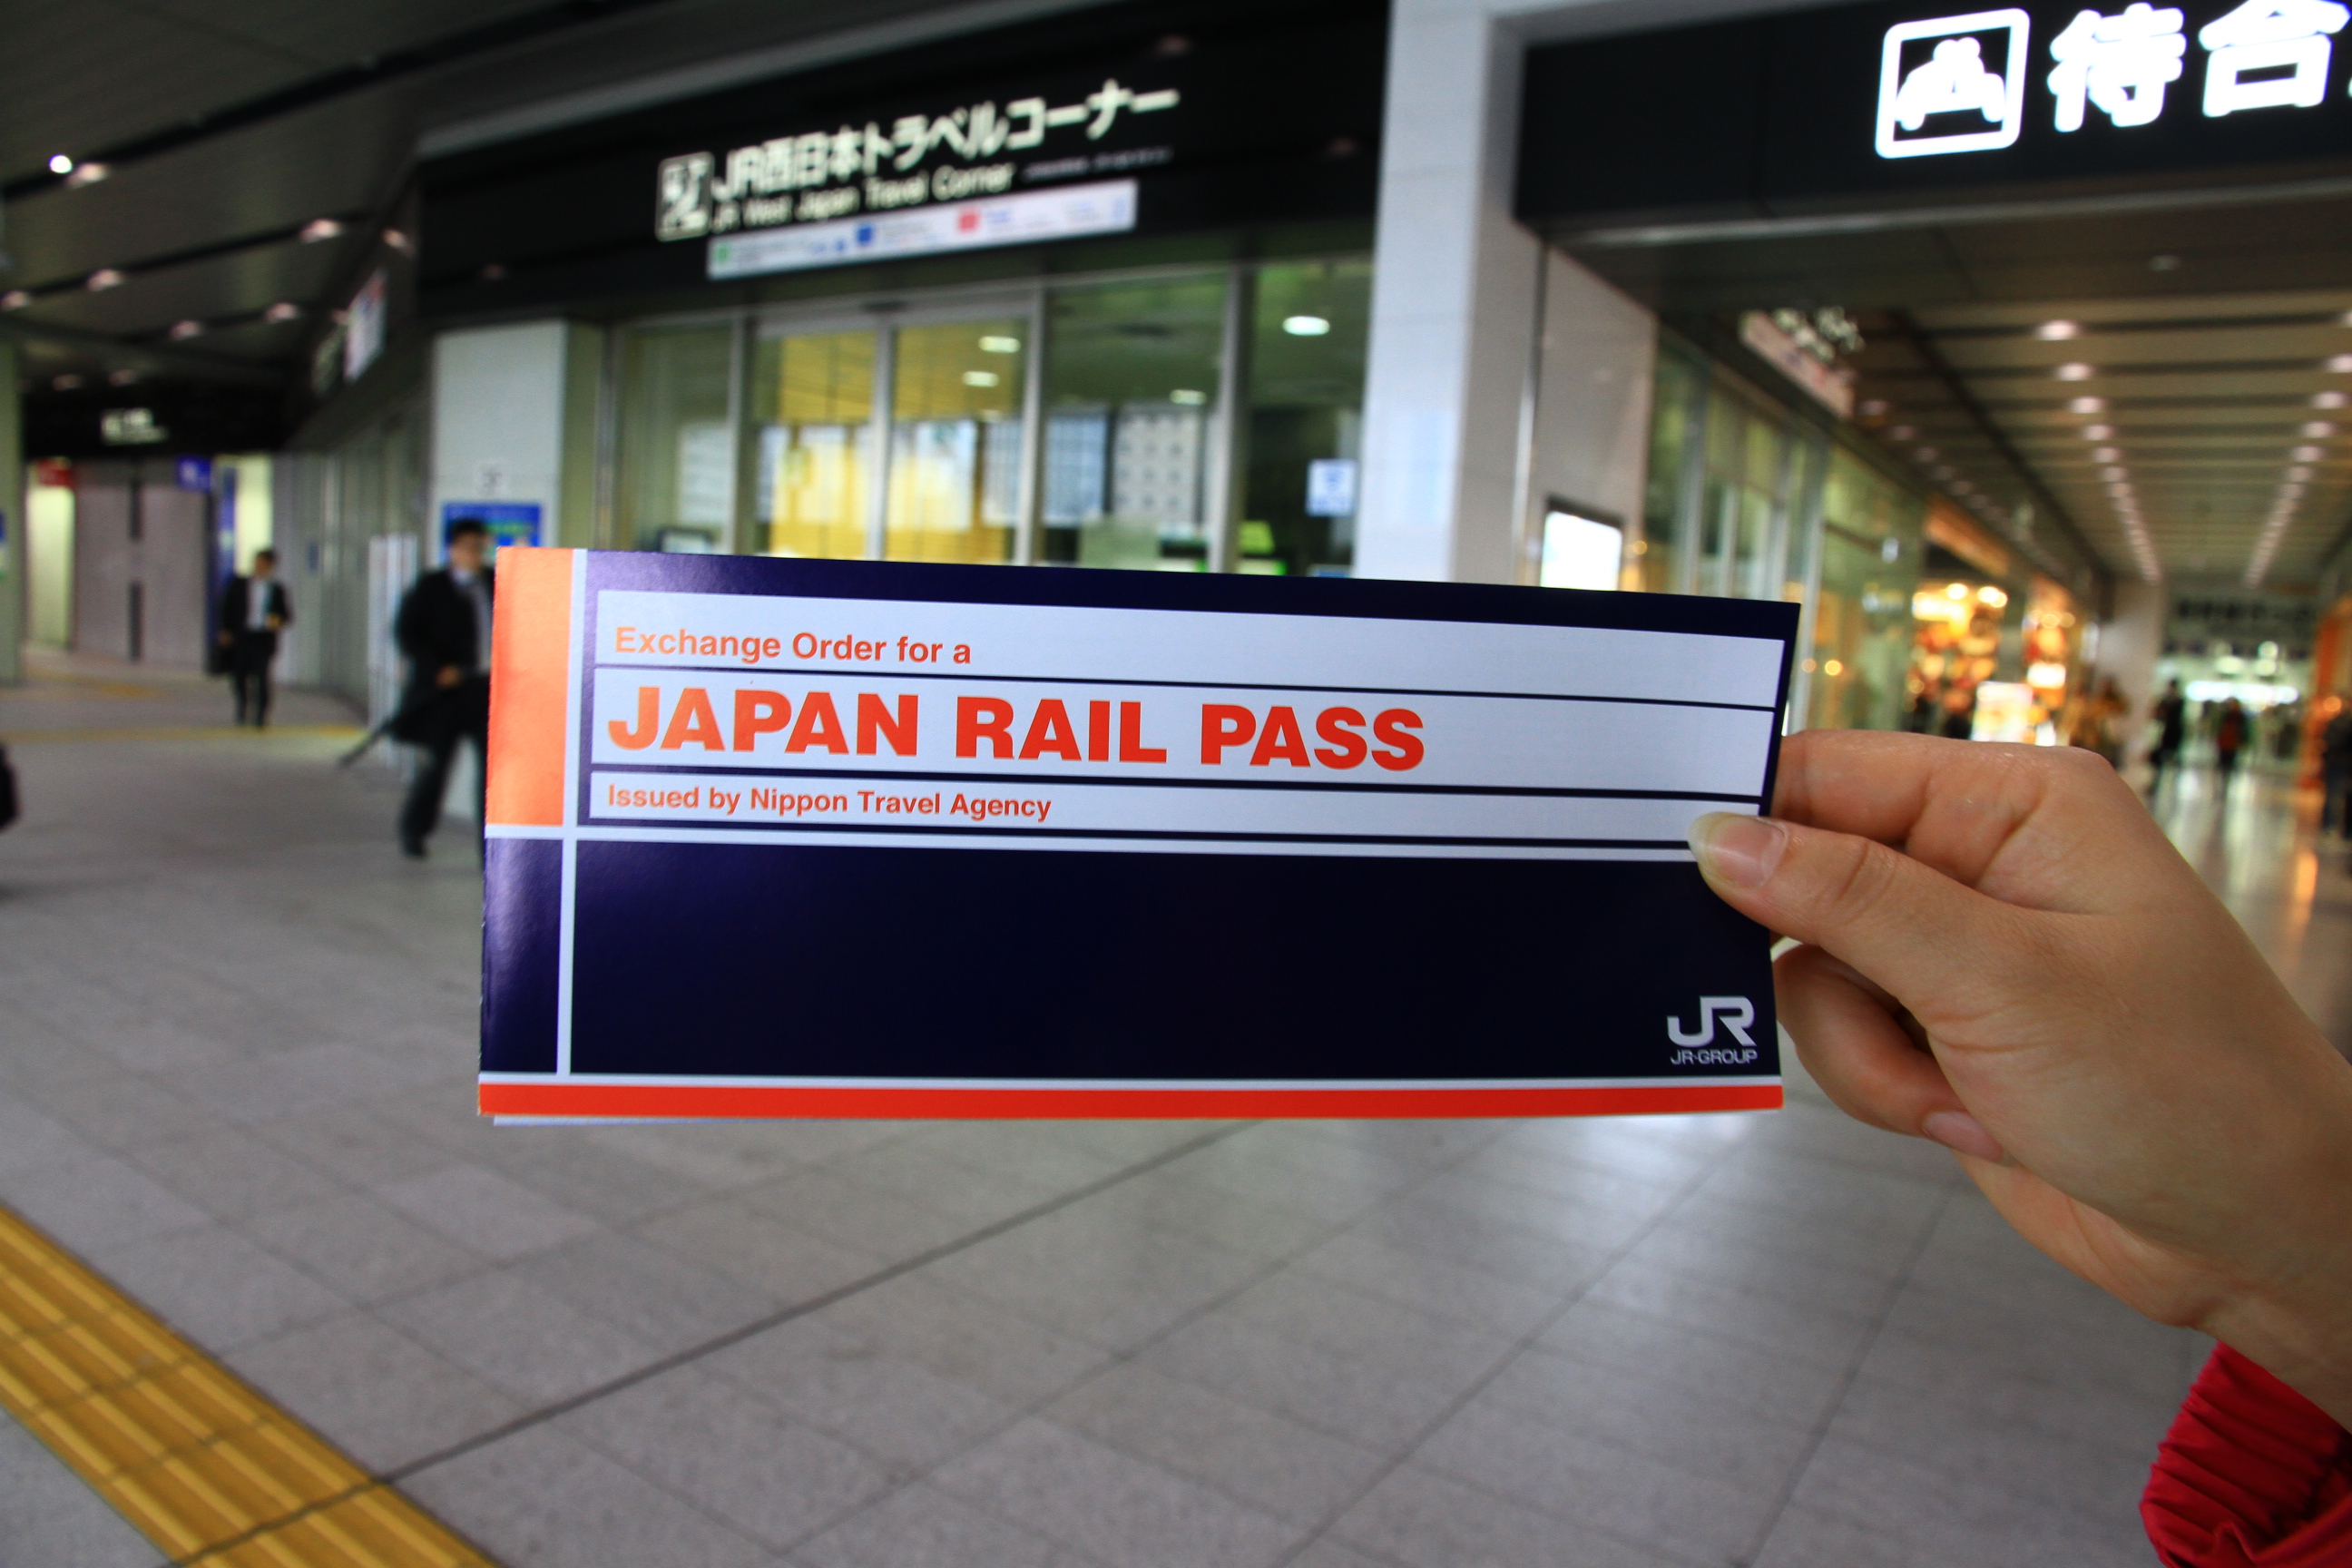 JR西日本トラベルコーナー
JR West Japan Travel Corner
待合
Exchange Order for a
JAPAN RAIL PASS
Issued by Nippon Travel Agency
JR
JR-GROUP